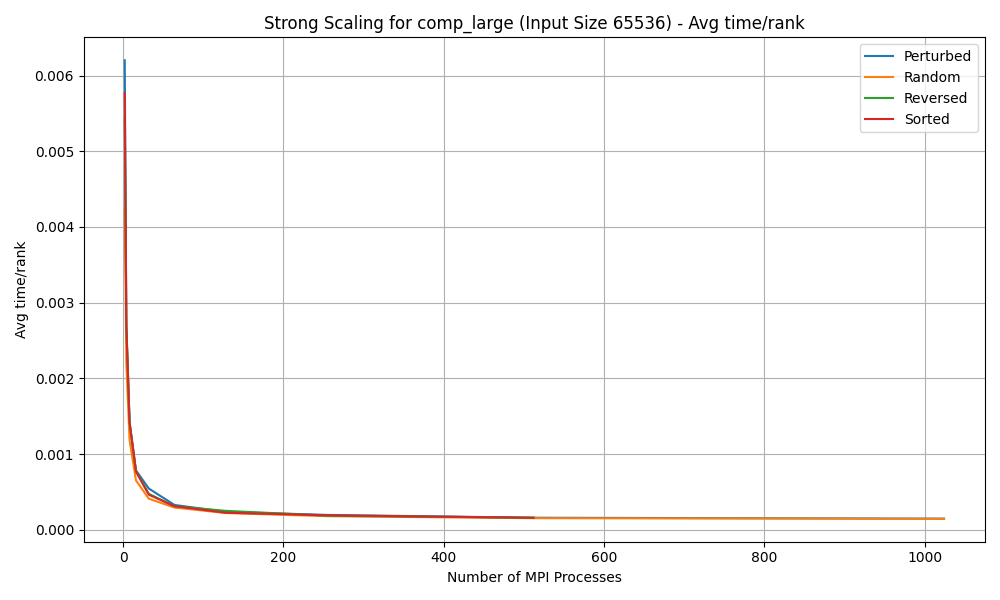 Strong Scaling for comp_large (Input Size 65536) - Avg time/rank
Perturbed
Random
Reversed
Sorted
0.006
0.005
0.004
0.003
0.002
0.001
0.000
Avg time/rank
0 200 400 600 800 1000
Number of MPI Processes